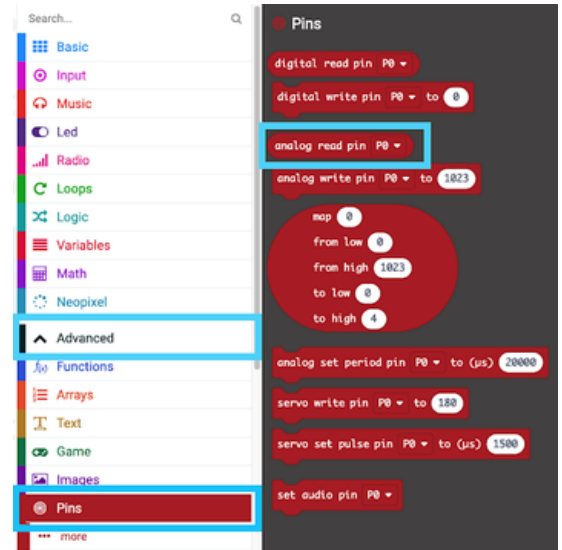 Search...
Basic
Input
Music
Led
Radio
Loops
Logic
Variables
Math
Neopixel
Advanced
f(x) Functions
Arrays
T Text
Game
Images
Pins
more
Pins
digital read pin P0
digital write pin P0 to 0
analog read pin P0
analog write pin P0 to 1023
map 0
from low 0
from high 1023
to low 0
to high 4
analog set period pin P0 to (µs) 20000
servo write pin P0 to 180
servo set pulse pin P0 to (µs) 1500
set audio pin P0